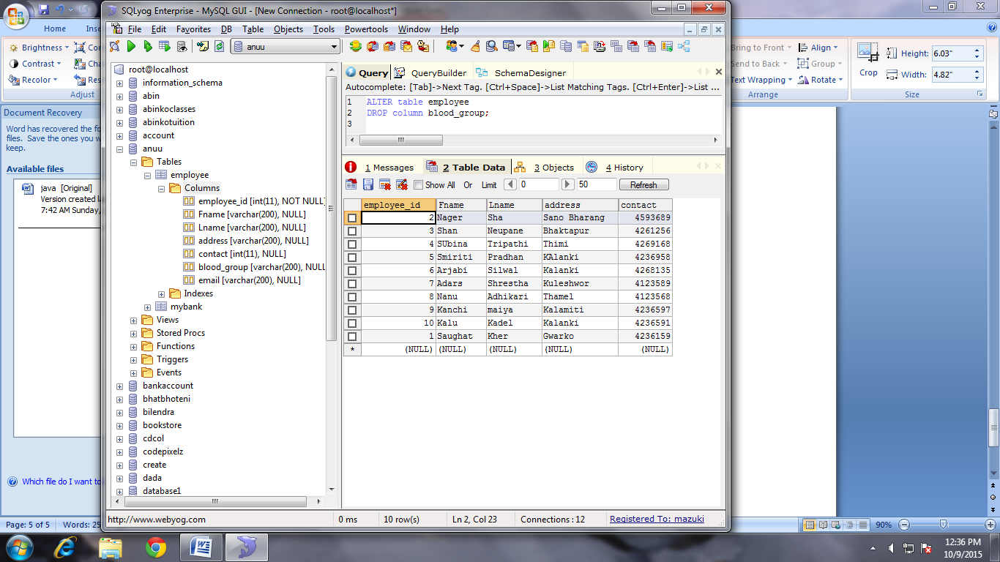 SQLyog Enterprise - MySQL GUI - [New Connection - root@localhost*]
Home
Inse
File Edit Favorites DB Table Objects Tools Powertools Window Help
anuu
Brightness
Contrast
Recolor
Adjust
Bring to Front
Send to Back
Text Wrapping
Align
Group
Rotate
Arrange
Crop
Height: 6.03"
Width: 4.82"
Size
Document Recovery
Word has recovered the fo
files. Save the ones you w
keep.
Available files
java [Original]
Version created la
7:42 AM Sunday,
Which file do I want to
root@localhost
information_schema
abin
abinkoclasses
abinkotuition
account
anuu
Tables
employee
Columns
employee_id [int(11), NOT NULL]
Fname [varchar(200), NULL]
Lname [varchar(200), NULL]
address [varchar(200), NULL]
contact [int(11), NULL]
blood_group [varchar(200), NULL
email [varchar(200), NULL]
Indexes
mybank
Views
Stored Procs
Functions
Triggers
Events
bankaccount
bhatbhoteni
bilendra
bookstore
cdcol
codepixelz
create
dada
database1
Query QueryBuilder SchemaDesigner
Autocomplete: [Tab]->Next Tag. [Ctrl+Space]->List Matching Tags. [Ctrl+Enter]->List ...
1 ALTER table employee
2 DROP column blood_group;
3
1 Messages 2 Table Data 3 Objects 4 History
Show All Or Limit 0 50 Refresh
employee_id Fname Lname address contact
2 Nager Sha Sano Bharang 4593689
3 Shan Neupane Bhaktapur 4261256
4 SUbina Tripathi Thimi 4269168
5 Smiriti Pradhan KAlanki 4236958
6 Arjabi Silwal Kalanki 4268135
7 Adars Shrestha Kuleshwor 4123589
8 Nanu Adhikari Thamel 4123568
9 Kanchi maiya Kalamiti 4236597
10 Kalu Kadel Kalanki 4236591
1 Saughat Kher Gwarko 4236159
* (NULL) (NULL) (NULL) (NULL) (NULL)
http://www.webyog.com 0 ms 10 row(s) Ln 2, Col 23 Connections : 12 Registered To: mazuki
Page: 5 of 5 Words: 25
90%
12:36 PM
10/9/2015